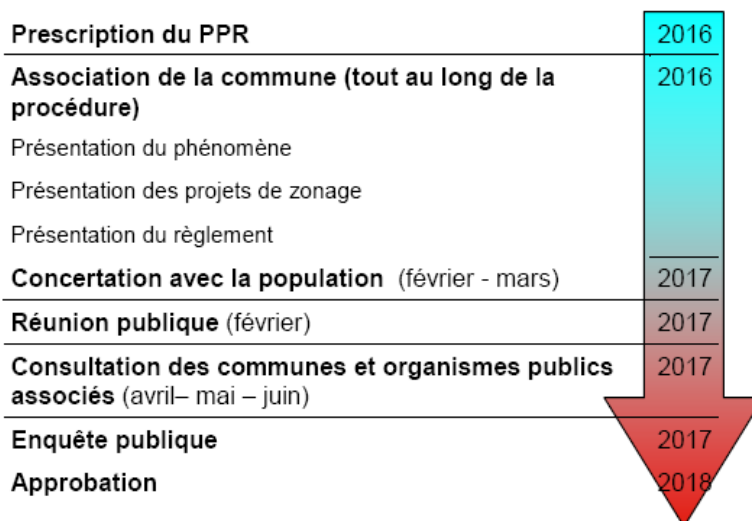 Prescription du PPR 2016
Association de la commune (tout au long de la 2016
procédure)
Présentation du phénomène
Présentation des projets de zonage
Présentation du règlement
Concertation avec la population (février - mars) 2017
Réunion publique (février) 2017
Consultation des communes et organismes publics 2017
associés (avril– mai – juin)
Enquête publique 2017
Approbation 2018